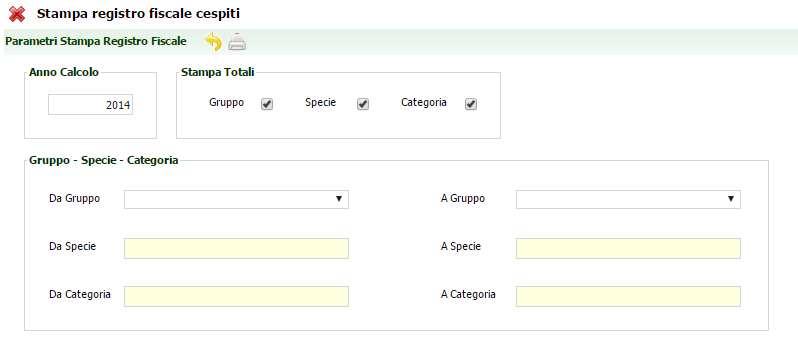 Stampa registro fiscale cespiti
Parametri Stampa Registro Fiscale
Anno Calcolo
2014
Stampa Totali
Gruppo Specie Categoria
Gruppo - Specie - Categoria
Da Gruppo A Gruppo
Da Specie A Specie
Da Categoria A Categoria